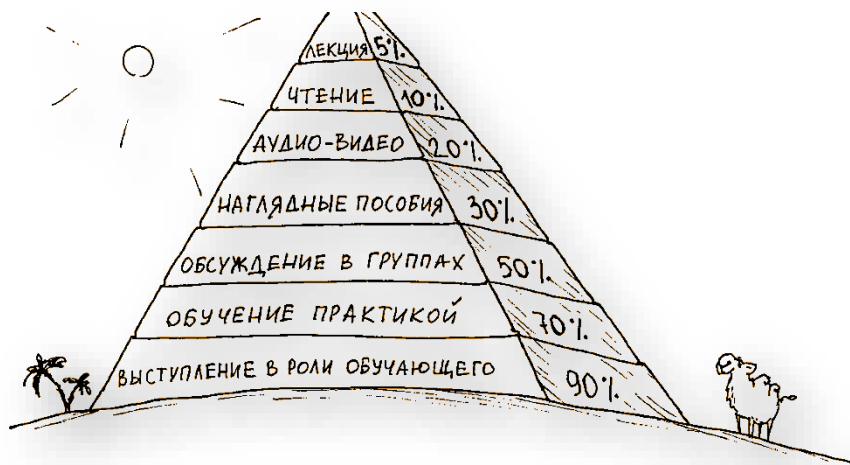 ЛЕКЦИЯ 5%
ЧТЕНИЕ 10%
АУДИО-ВИДЕО 20%
НАГЛЯДНЫЕ ПОСОБИЯ 30%
ОБСУЖДЕНИЕ В ГРУППАХ 50%
ОБУЧЕНИЕ ПРАКТИКОЙ 70%
ВЫСТУПЛЕНИЕ В РОЛИ ОБУЧАЮЩЕГО 90%